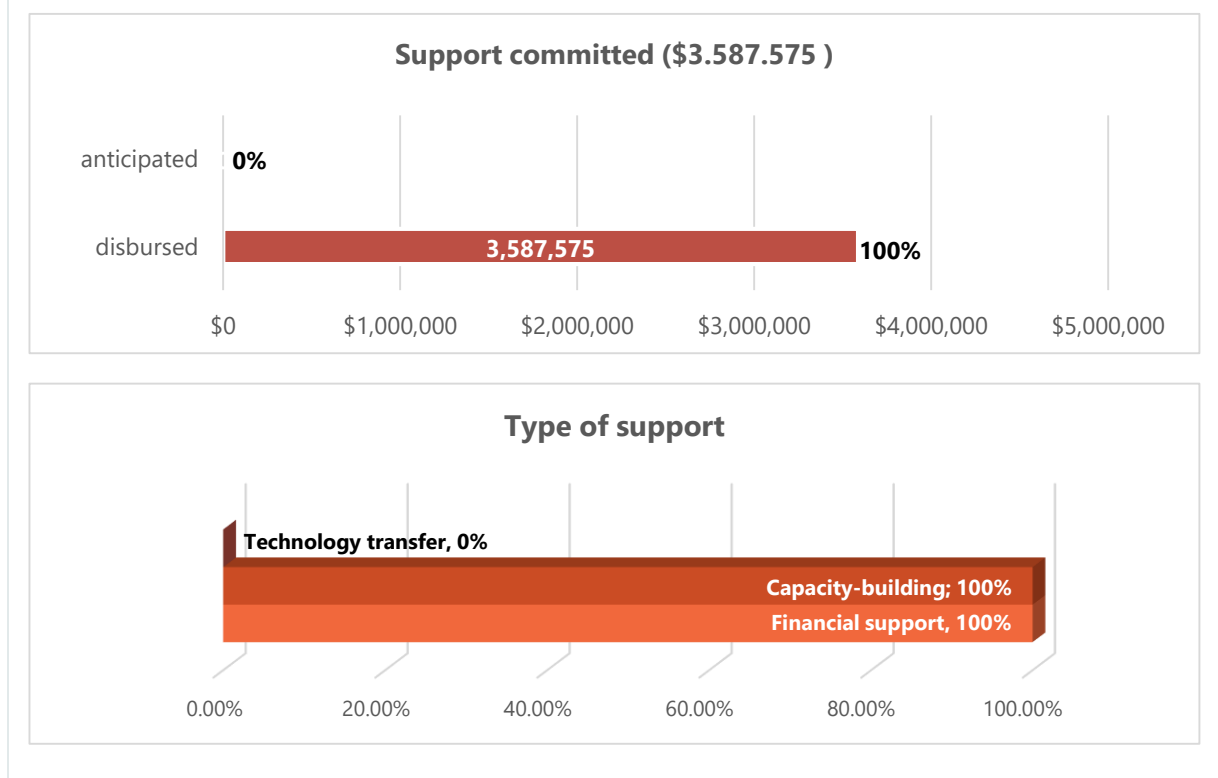 Support committed ($3.587.575 )
anticipated 0%
disbursed 3,587,575 100%
$0 $1,000,000 $2,000,000 $3,000,000 $4,000,000 $5,000,000
Type of support
Technology transfer, 0%
Capacity-building; 100%
Financial support, 100%
0.00% 20.00% 40.00% 60.00% 80.00% 100.00%